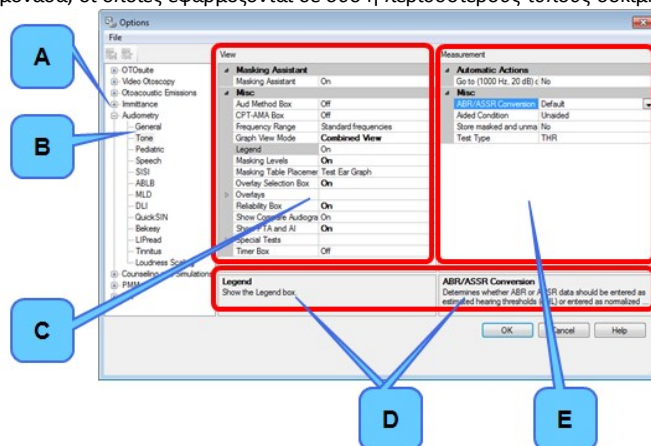 μονάδα, οι οποίες εφαρμόζονται σε δύο ή περισσότερους τύπους
Options
File
A
B
C
D
E
OTOsuite
Video Otoscopy
Otoacoustic Emissions
Immittance
Audiometry
General
Tone
Pediatric
Speech
SISI
ABLB
MLD
DLI
QuickSIN
Bekesy
LIPread
Tinnitus
Loudness Scaling
Counseling and Simulations
PMM
View
Masking Assistant
Masking Assistant On
Misc
Aud Method Box Off
CPT-AMA Box Off
Frequency Range Standard frequencies
Graph View Mode Combined View
Legend On
Masking Levels On
Masking Table Placemer Test Ear Graph
Overlay Selection Box On
Overlays
Reliability Box On
Show Compare Audiogra On
Show PTA and AI On
Special Tests
Timer Box Off
Measurement
Automatic Actions
Go to (1000 Hz, 20 dB) c No
Misc
ABR/ASSR Conversion Default
Aided Condition Unaided
Store masked and unma No
Test Type THR
Legend
Show the Legend box
ABR/ASSR Conversion
Determines whether ABR or ASSR data should be entered as
estimated hearing thresholds (eHL) or entered as normalized ...
OK Cancel Help